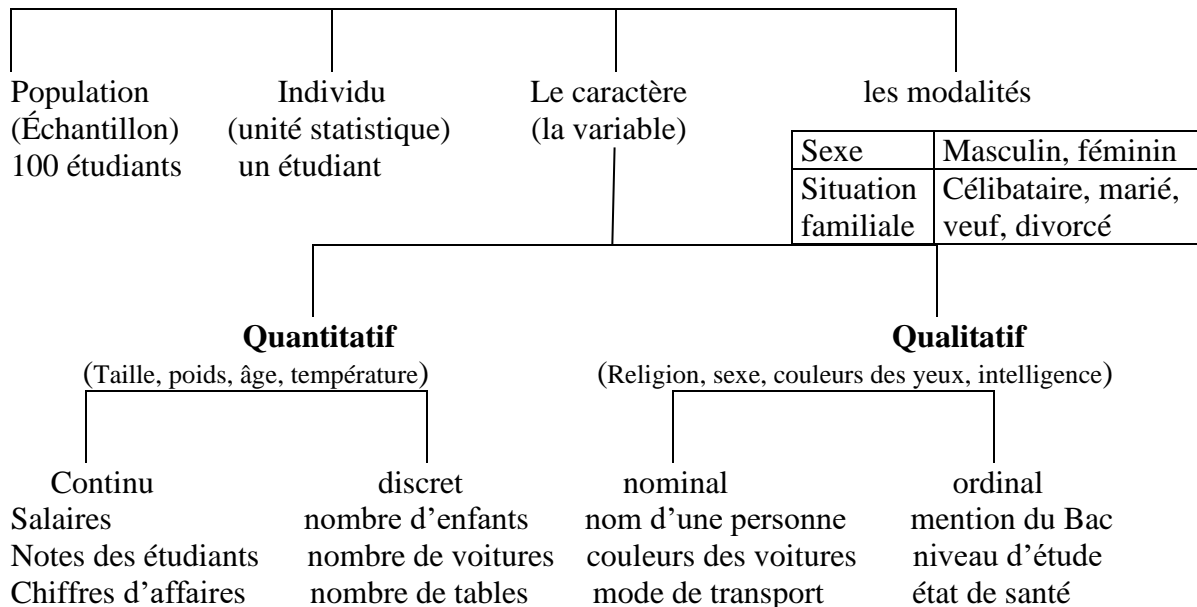 Population Individu Le caractère les modalités
(Échantillon) (unité statistique) (la variable)
100 étudiants un étudiant
Sexe Masculin, féminin
Situation Célibataire, marié,
familiale veuf, divorcé
Quantitatif Qualitatif
(Taille, poids, âge, température) (Religion, sexe, couleurs des yeux, intelligence)
Continu discret nominal ordinal
Salaires nombre d'enfants nom d'une personne mention du Bac
Notes des étudiants nombre de voitures couleurs des voitures niveau d'étude
Chiffres d'affaires nombre de tables mode de transport état de santé